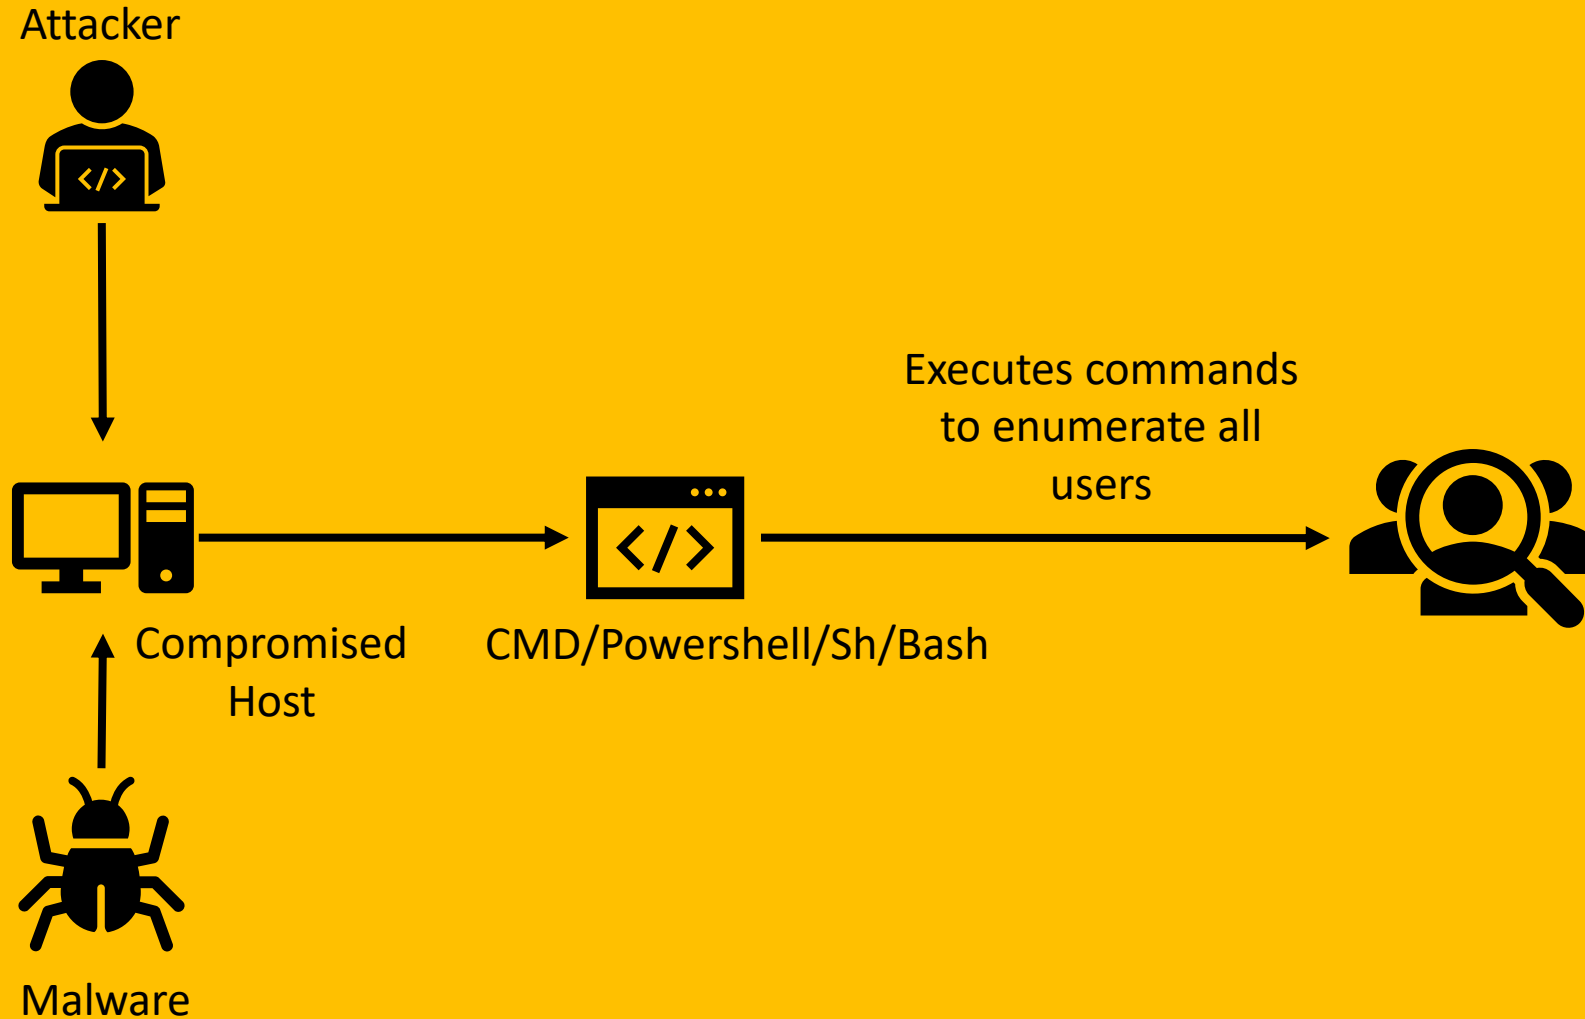 Attacker
</>
Executes commands
to enumerate all
users
</>
Compromised
Host
CMD/Powershell/Sh/Bash
Malware